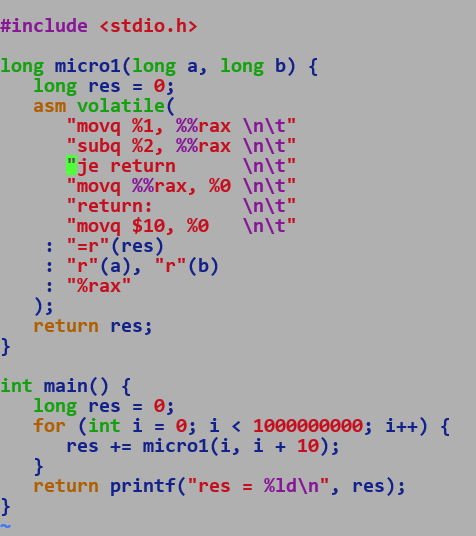 #include <stdio.h>

long micro1(long a, long b) {
   long res = 0;
   asm volatile(
      "movq %1, %%rax \n\t"
      "subq %2, %%rax \n\t"
      "je return      \n\t"
      "movq %%rax, %0 \n\t"
      "return:        \n\t"
      "movq $10, %0   \n\t"
    : "=r"(res)
    : "r"(a), "r"(b)
    : "%rax"
   );
   return res;
}

int main() {
   long res = 0;
   for (int i = 0; i < 1000000000; i++) {
      res += micro1(i, i + 10);
   }
   return printf("res = %ld\n", res);
}
~